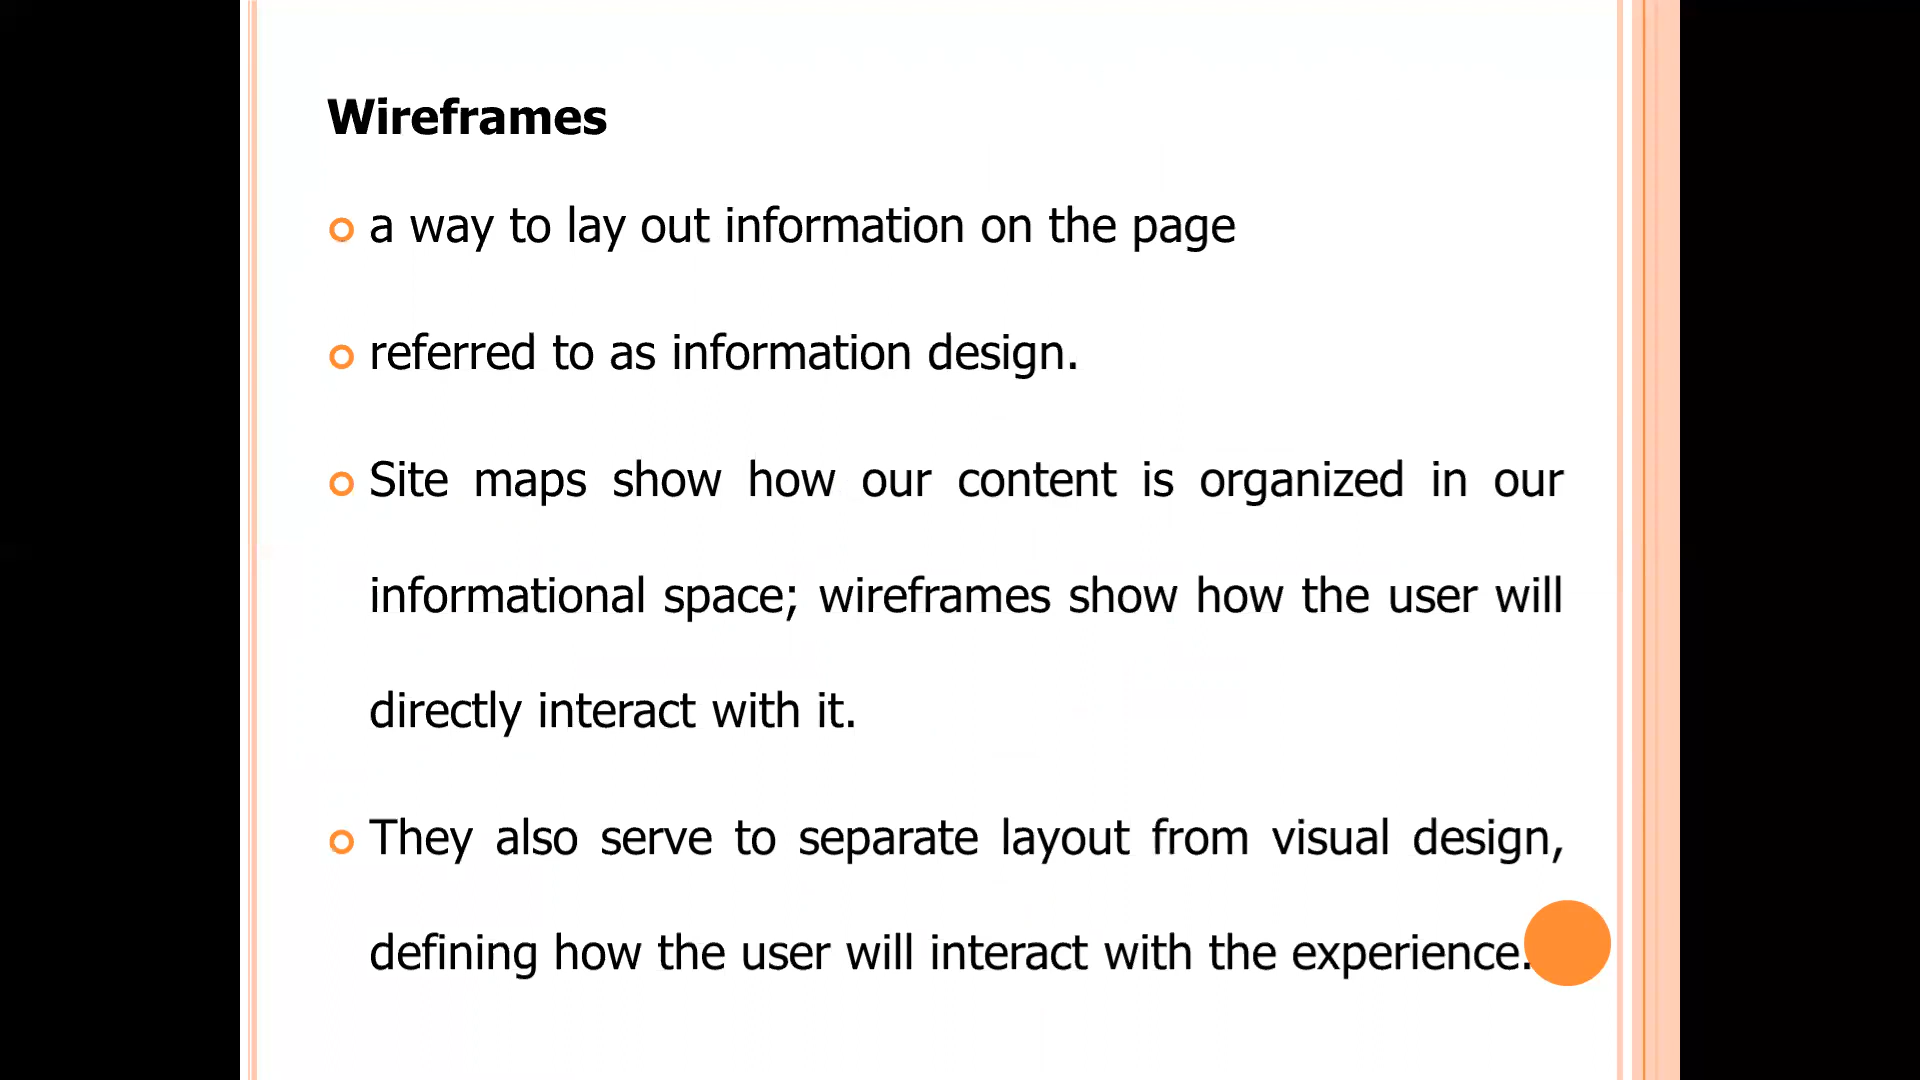 Wireframes
a way to lay out information on the page
referred to as information design.
Site maps show how our content is organized in our
informational space; wireframes show how the user will
directly interact with it.
They also serve to separate layout from visual design,
defining how the user will interact with the experience.